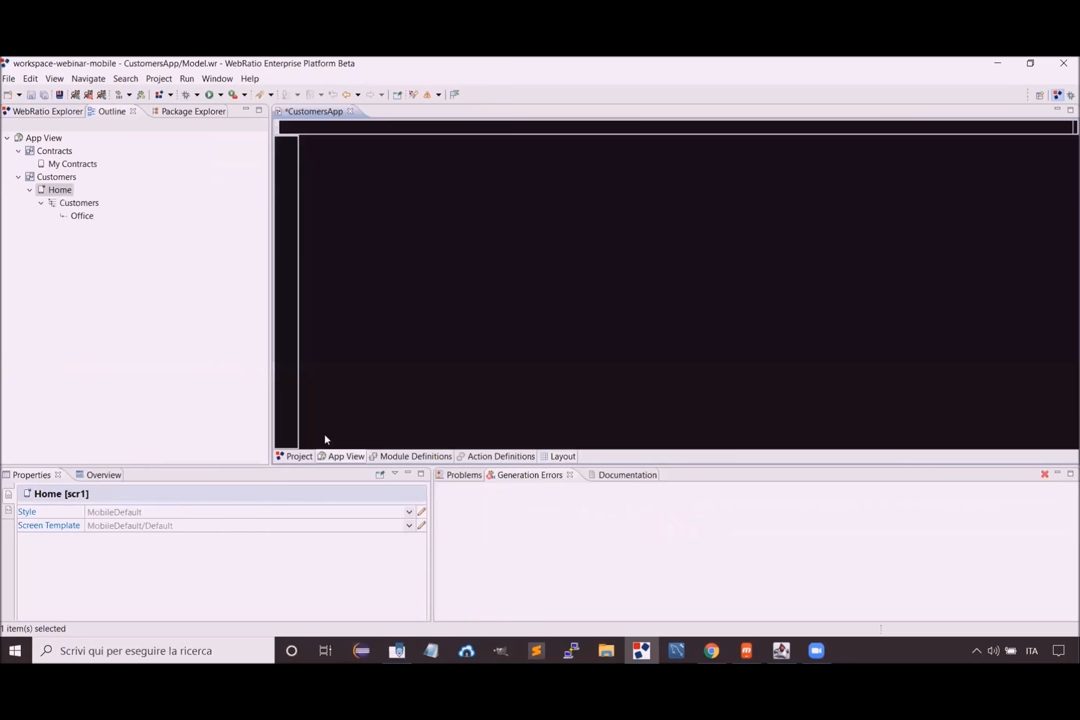 workspace-webinar-mobile - CustomersApp/Model.wr - WebRatio Enterprise Platform Beta
File Edit View Navigate Search Project Run Window Help
WebRatio Explorer Outline Package Explorer *CustomersApp
App View
Contracts
My Contracts
Customers
Home
Customers
Office
Project App View Module Definitions Action Definitions Layout
Properties Overview Problems Generation Errors Documentation
Home [scr1]
Style MobileDefault
Screen Template MobileDefault/Default
1 item(s) selected
Scrivi qui per eseguire la ricerca ITA